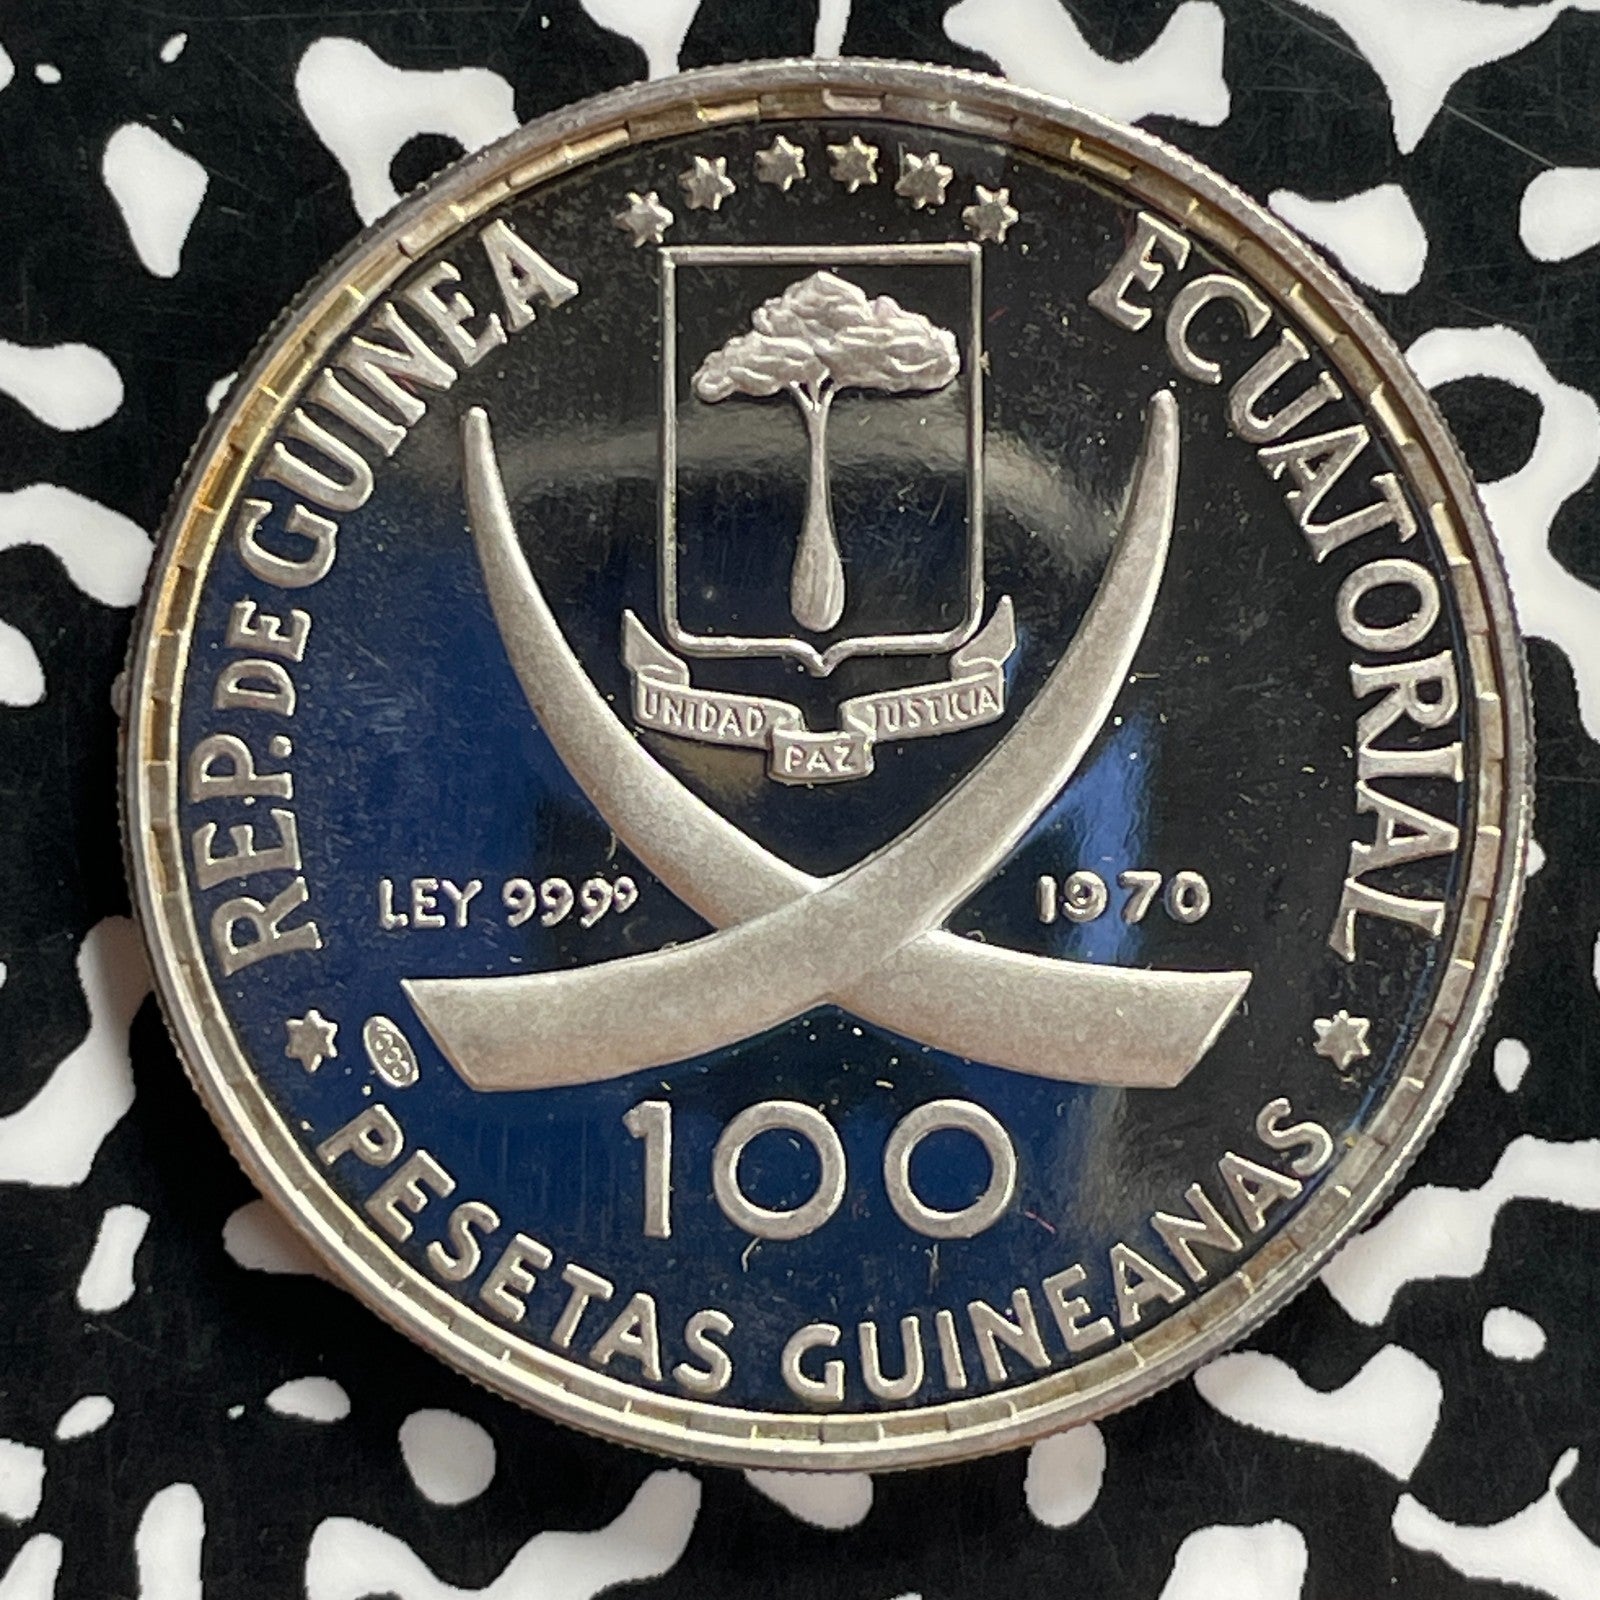 REP. DE GUINEA ECUATORIAL
UNIDAD PAZ JUSTICIA
LEY 9999 1970
100
PESETAS GUINEANAS